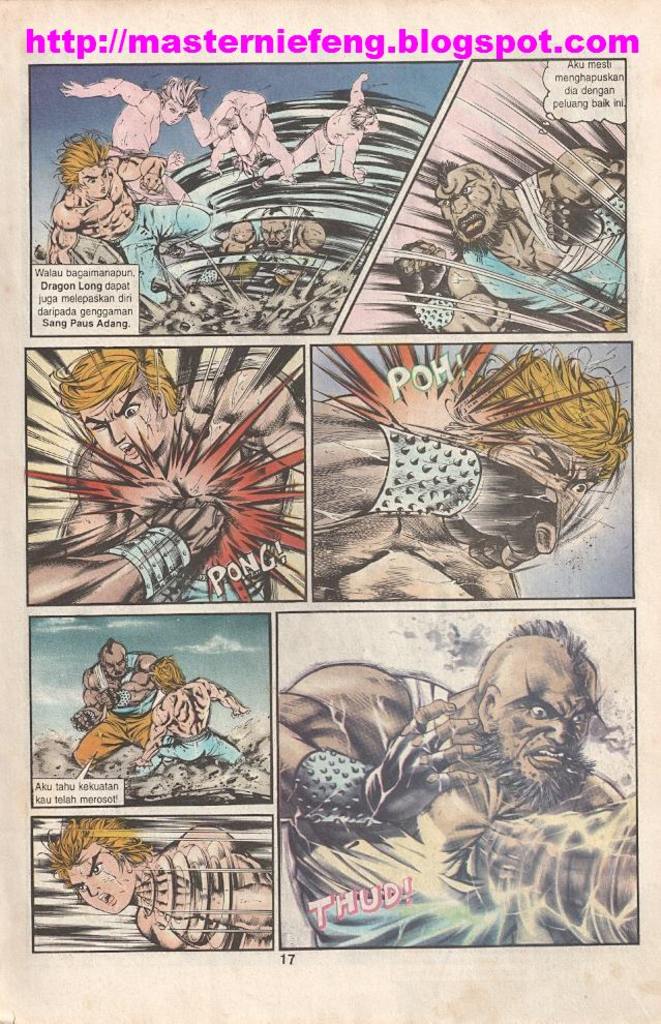 http://masterniefeng.blogspot.com
Aku mesti
menghapuskan
dia dengan
peluang baik ini.
Walau bagaimanapun,
Dragon Long dapat
juga melepaskan diri
daripada genggaman
Sang Paus Adang.
PONG!
POH!
Aku tahu kekuatan
kau telah merosot!
THUD!
17